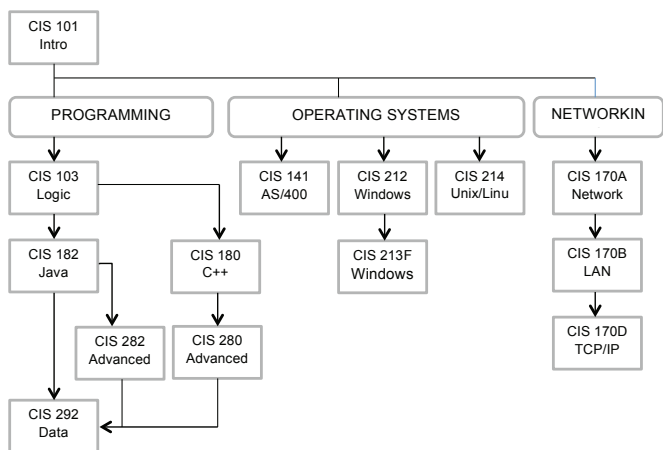 CIS 101
Intro
PROGRAMMING
OPERATING SYSTEMS
NETWORKIN
CIS 103
Logic
CIS 141
AS/400
CIS 212
Windows
CIS 214
Unix/Linu
CIS 170A
Network
CIS 182
Java
CIS 180
C++
CIS 213F
Windows
CIS 170B
LAN
CIS 282
Advanced
CIS 280
Advanced
CIS 170D
TCP/IP
CIS 292
Data